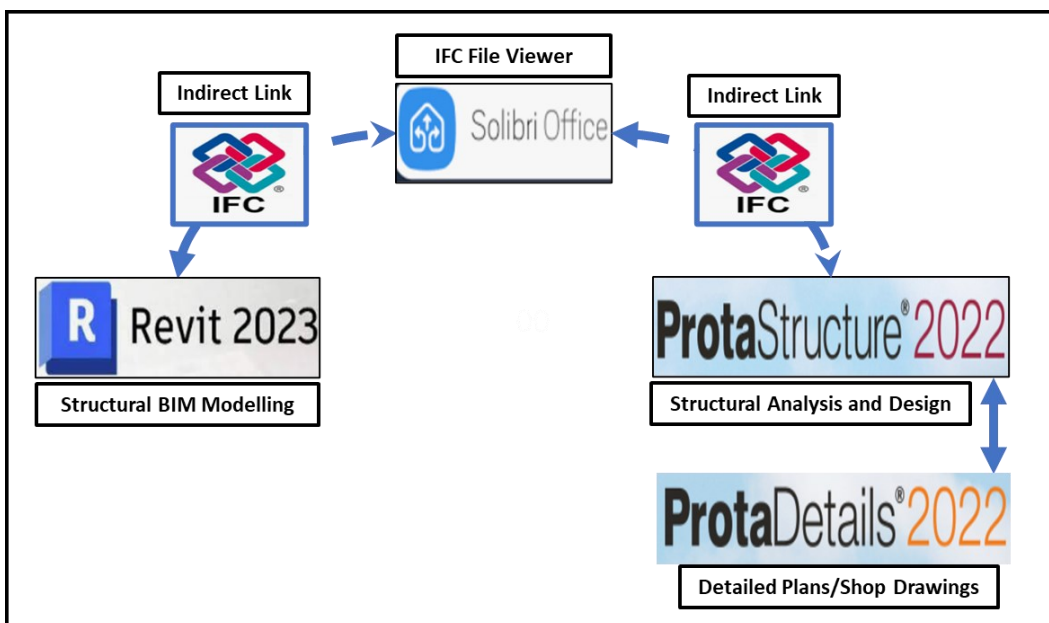 IFC File Viewer
Indirect Link
Solibri Office
Indirect Link
IFC®
IFC®
R Revit 2023
ProtaStructure® 2022
Structural BIM Modelling
Structural Analysis and Design
ProtaDetails® 2022
Detailed Plans/Shop Drawings